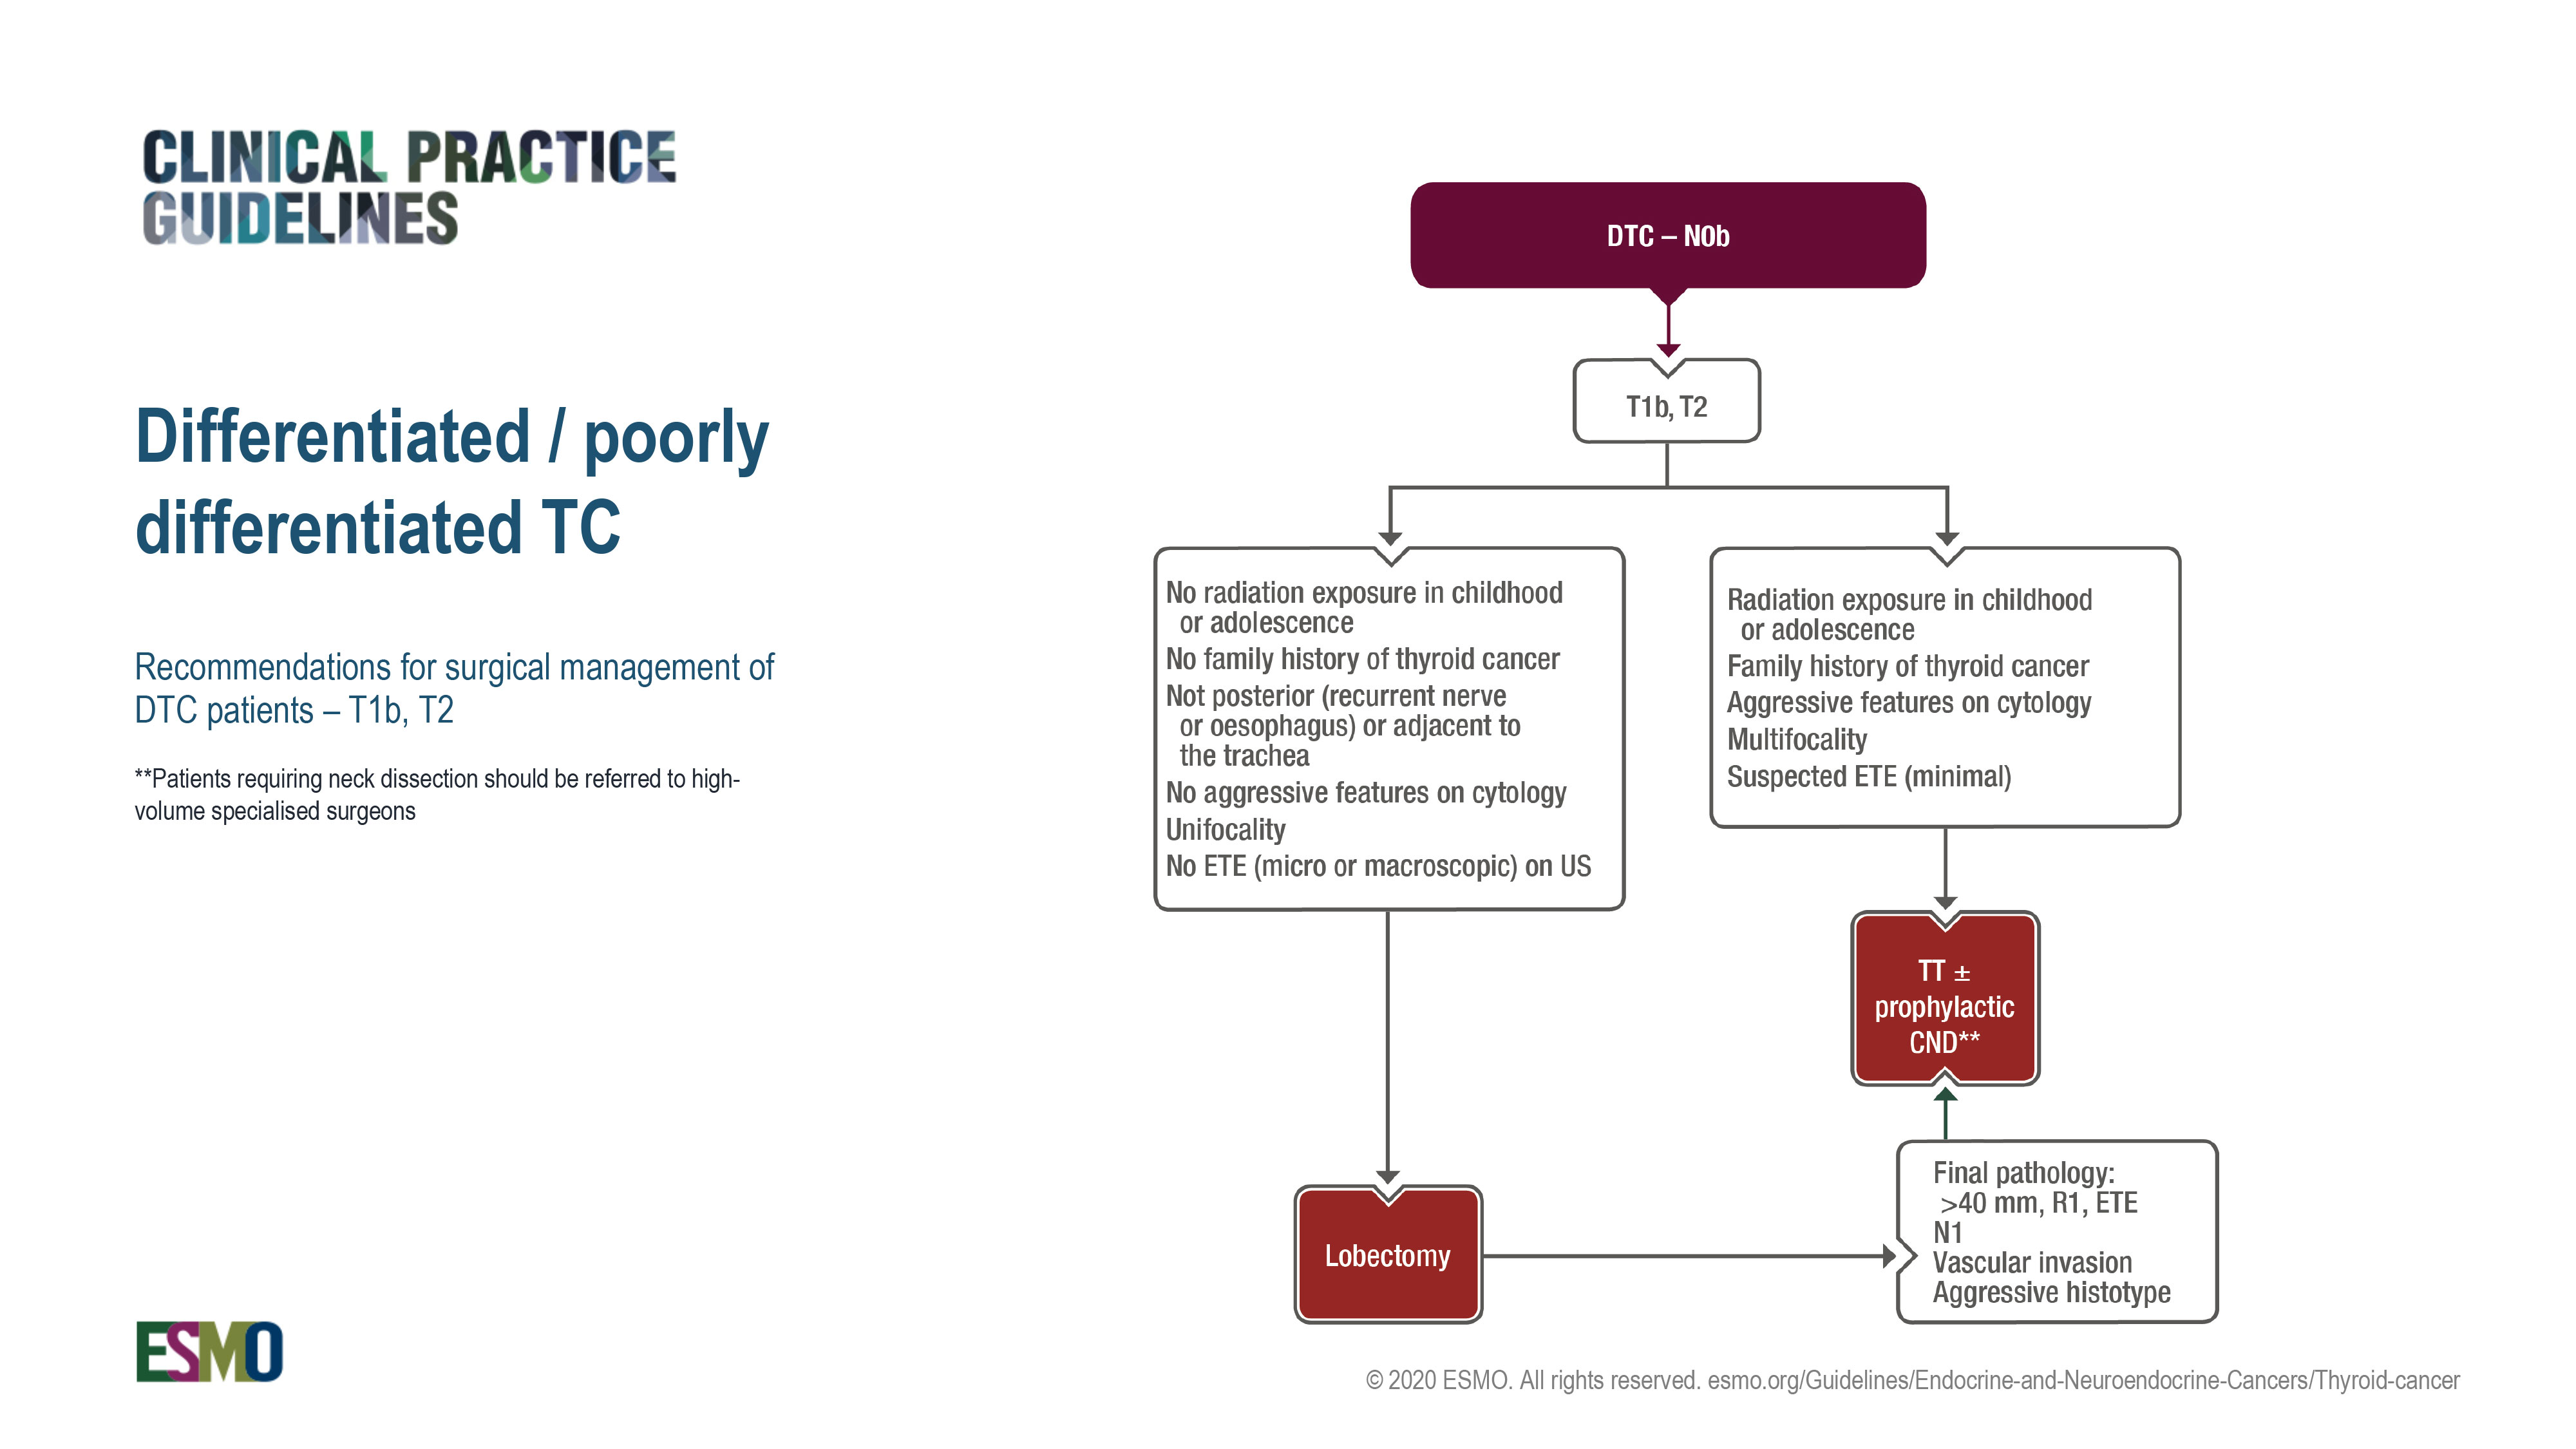 CLINICAL PRACTICE
GUIDELINES
Differentiated / poorly
differentiated TC
Recommendations for surgical management of
DTC patients – T1b, T2
**Patients requiring neck dissection should be referred to high-
volume specialised surgeons
DTC – N0b
T1b, T2
No radiation exposure in childhood
or adolescence
No family history of thyroid cancer
Not posterior (recurrent nerve
or oesophagus) or adjacent to
the trachea
No aggressive features on cytology
Unifocality
No ETE (micro or macroscopic) on US
Radiation exposure in childhood
or adolescence
Family history of thyroid cancer
Aggressive features on cytology
Multifocality
Suspected ETE (minimal)
TT ±
prophylactic
CND**
Lobectomy
Final pathology:
>40 mm, R1, ETE
N1
Vascular invasion
Aggressive histotype
ESMO
© 2020 ESMO. All rights reserved. esmo.org/Guidelines/Endocrine-and-Neuroendocrine-Cancers/Thyroid-cancer